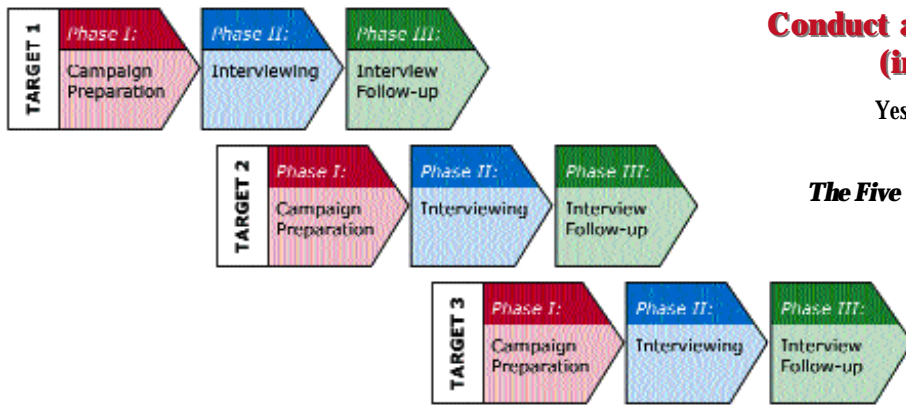 TARGET 1
Phase I:
Campaign
Preparation
Phase II:
Interviewing
Phase III:
Interview
Follow-up
Conduct a
(in
Yes
TARGET 2
Phase I:
Campaign
Preparation
Phase II:
Interviewing
Phase III:
Interview
Follow-up
The Five
TARGET 3
Phase I:
Campaign
Preparation
Phase II:
Interviewing
Phase III:
Interview
Follow-up